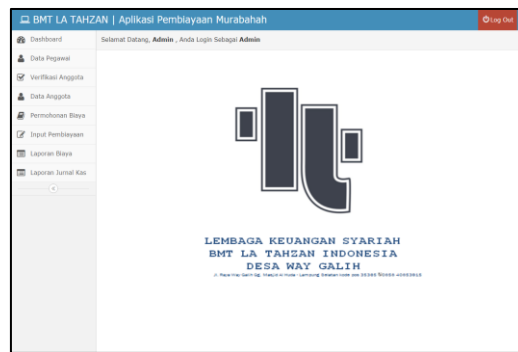 BMT LA TAHZAN | Aplikasi Pembiayaan Murabahah
Log Out
Dashboard
Selamat Datang, Admin , Anda Login Sebagai Admin
Data Pegawai
Verifikasi Anggota
Data Anggota
Permohonan Biaya
Input Pembiayaan
Laporan Biaya
Laporan Jurnal Kas
LEMBAGA KEUANGAN SYARIAH
BMT LA TAHZAN INDONESIA
DESA WAY GALIH